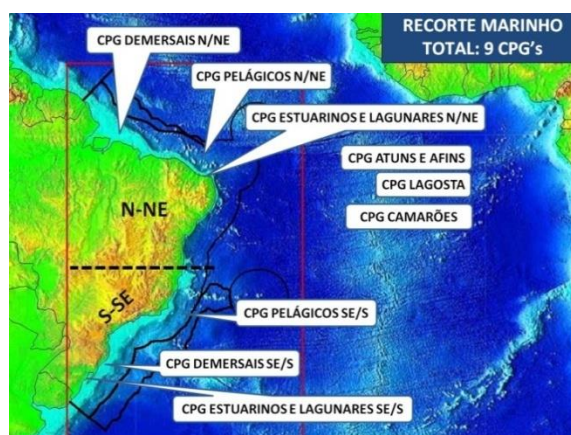 RECORTE MARINHO
TOTAL: 9 CPG’s
CPG DEMERSAIS N/NE
CPG PELÁGICOS N/NE
CPG ESTUARINOS E LAGUNARES N/NE
CPG ATUNS E AFINS
CPG LAGOSTA
CPG CAMARÕES
N-NE
S-SE
CPG PELÁGICOS SE/S
CPG DEMERSAIS SE/S
CPG ESTUARINOS E LAGUNARES SE/S